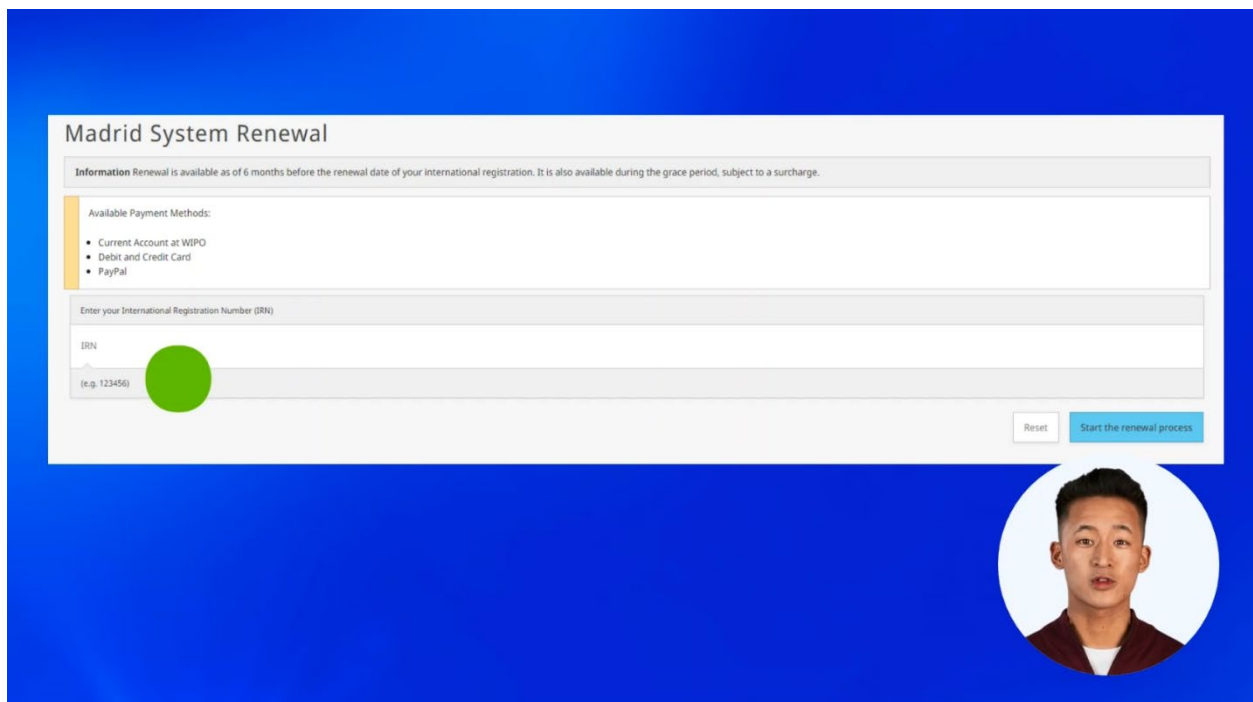 Madrid System Renewal
Information Renewal is available as of 6 months before the renewal date of your international registration. It is also available during the grace period, subject to a surcharge.
Available Payment Methods:
• Current Account at WIPO
• Debit and Credit Card
• PayPal
Enter your International Registration Number (IRN)
IRN
(e.g. 123456)
Reset
Start the renewal process